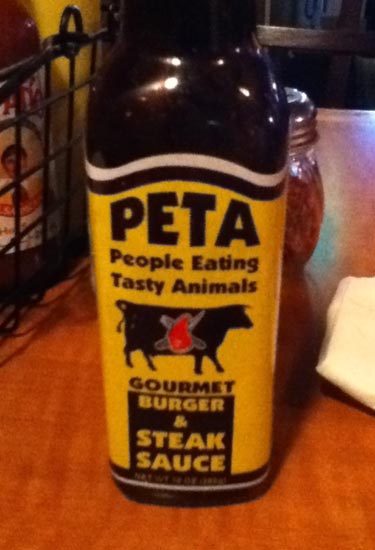 PETA
People Eating
Tasty Animals
GOURMET
BURGER
&
STEAK
SAUCE